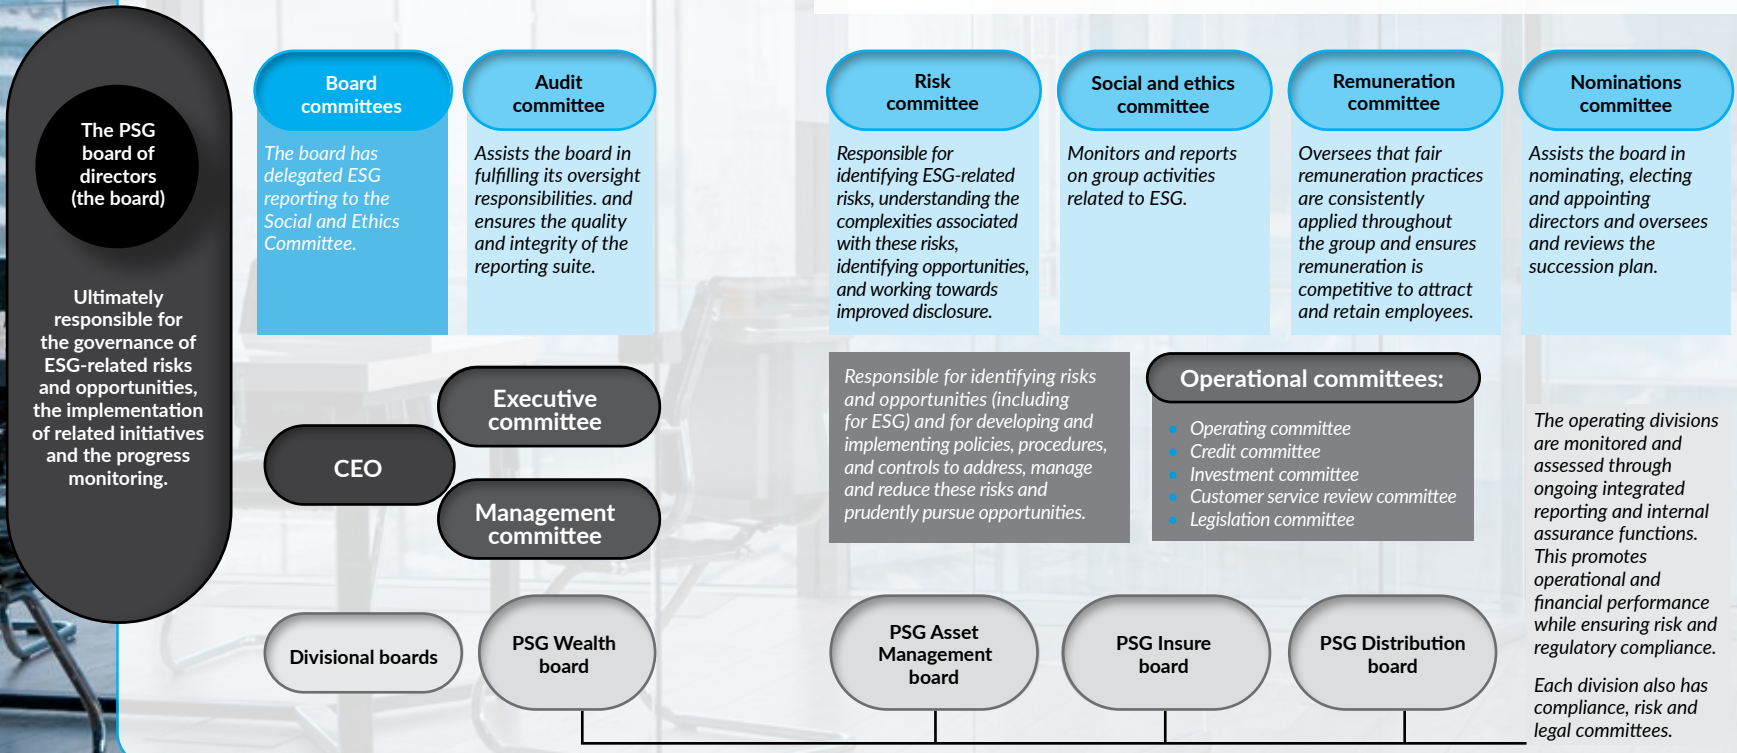 The PSG
board of
directors
(the board)
Ultimately
responsible for
the governance of
ESG-related risks
and opportunities,
the implementation
of related initiatives
and the progress
monitoring.
Board
committees
The board has
delegated ESG
reporting to the
Social and Ethics
Committee.
Audit
committee
Assists the board in
fulfilling its oversight
responsibilities. and
ensures the quality
and integrity of the
reporting suite.
Risk
committee
Responsible for
identifying ESG-related
risks, understanding the
complexities associated
with these risks,
identifying opportunities,
and working towards
improved disclosure.
Social and ethics
committee
Monitors and reports
on group activities
related to ESG.
Remuneration
committee
Oversees that fair
remuneration practices
are consistently
applied throughout
the group and ensures
remuneration is
competitive to attract
and retain employees.
Nominations
committee
Assists the board in
nominating, electing
and appointing
directors and oversees
and reviews the
succession plan.
CEO
Executive
committee
Management
committee
Responsible for identifying risks
and opportunities (including
for ESG) and for developing and
implementing policies, procedures,
and controls to address, manage
and reduce these risks and
prudently pursue opportunities.
Operational committees:
• Operating committee
• Credit committee
• Investment committee
• Customer service review committee
• Legislation committee
Divisional boards
PSG Wealth
board
PSG Asset
Management
board
PSG Insure
board
PSG Distribution
board
The operating divisions
are monitored and
assessed through
ongoing integrated
reporting and internal
assurance functions.
This promotes
operational and
financial performance
while ensuring risk and
regulatory compliance.
Each division also has
compliance, risk and
legal committees.